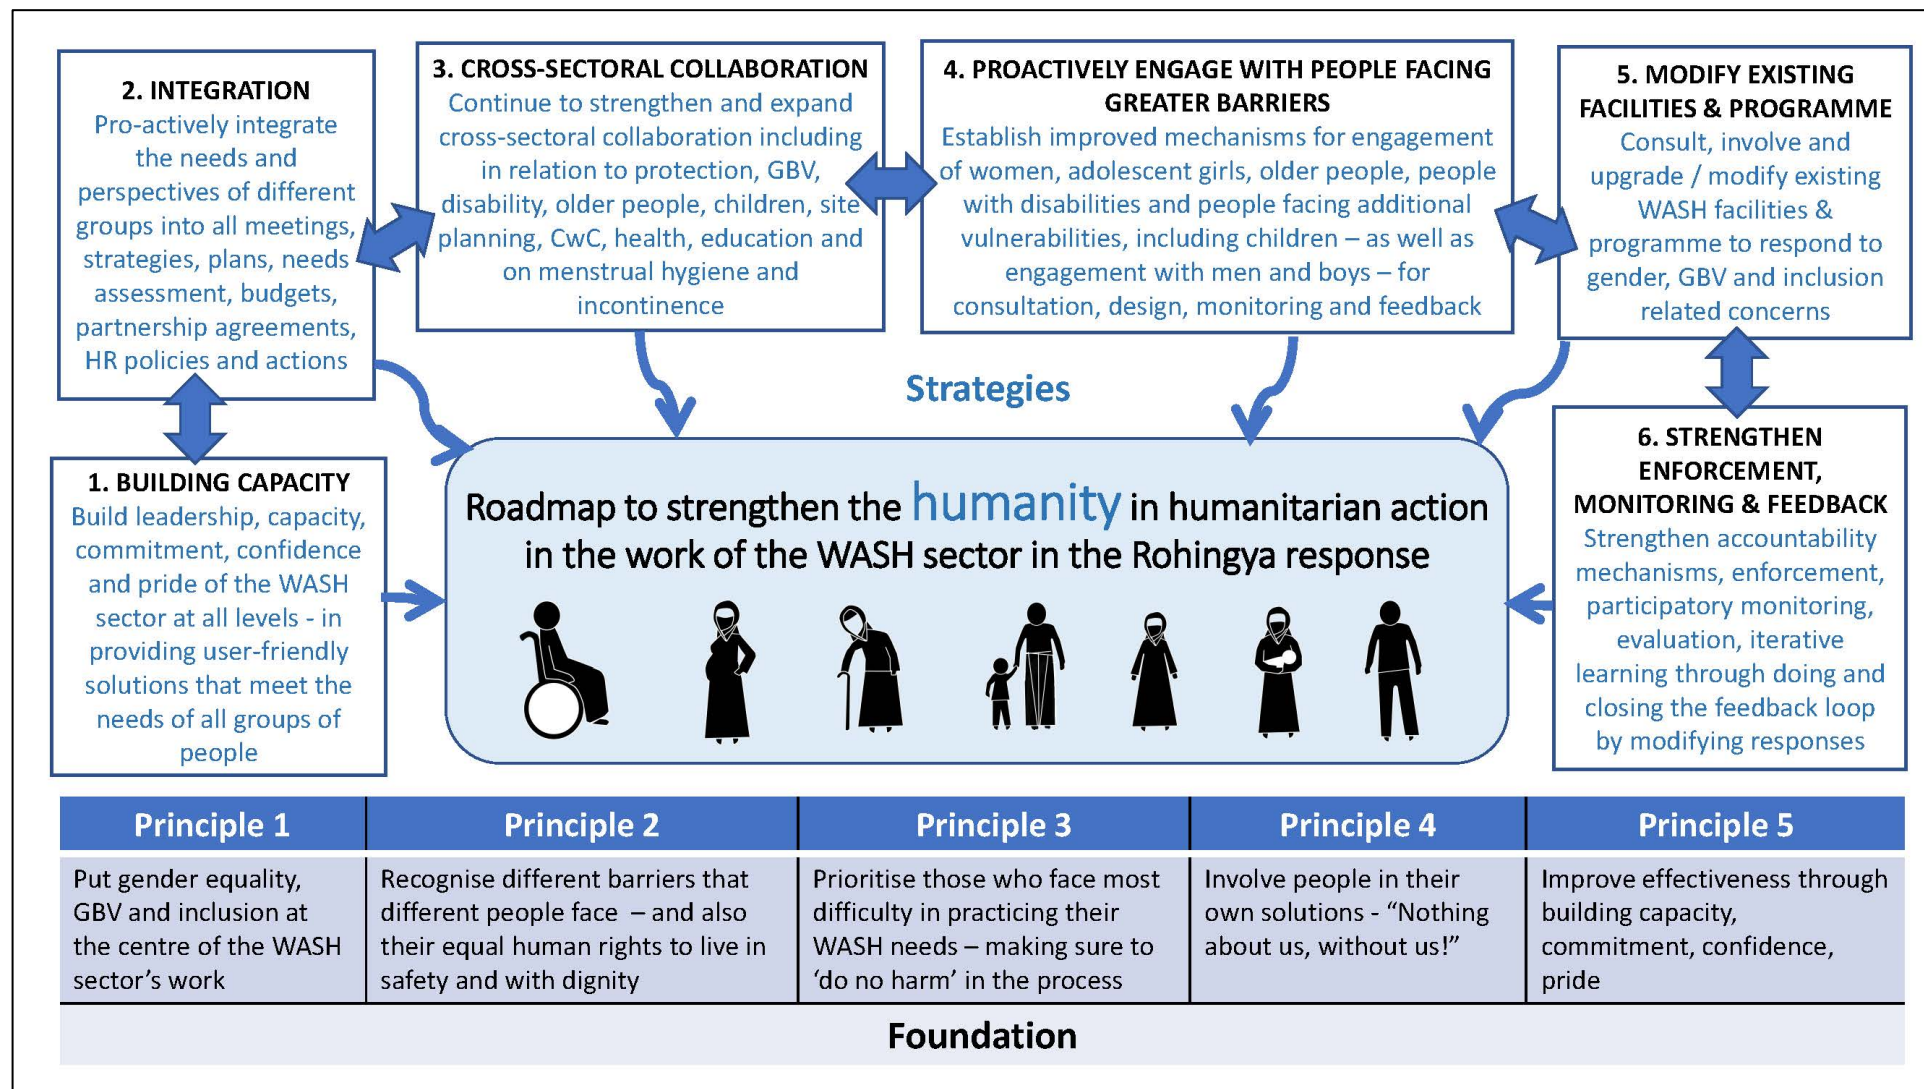 2. INTEGRATION
Pro-actively integrate
the needs and
perspectives of different
groups into all meetings,
strategies, plans, needs
assessment, budgets,
partnership agreements,
HR policies and actions
3. CROSS-SECTORAL COLLABORATION
Continue to strengthen and expand
cross-sectoral collaboration including
in relation to protection, GBV,
disability, older people, children, site
planning, CwC, health, education and
on menstrual hygiene and
incontinence
4. PROACTIVELY ENGAGE WITH PEOPLE FACING
GREATER BARRIERS
Establish improved mechanisms for engagement
of women, adolescent girls, older people, people
with disabilities and people facing additional
vulnerabilities, including children – as well as
engagement with men and boys – for
consultation, design, monitoring and feedback
5. MODIFY EXISTING
FACILITIES & PROGRAMME
Consult, involve and
upgrade / modify existing
WASH facilities &
programme to respond to
gender, GBV and inclusion
related concerns
Strategies
1. BUILDING CAPACITY
Build leadership, capacity,
commitment, confidence
and pride of the WASH
sector at all levels - in
providing user-friendly
solutions that meet the
needs of all groups of
people
Roadmap to strengthen the humanity in humanitarian action
in the work of the WASH sector in the Rohingya response
6. STRENGTHEN
ENFORCEMENT,
MONITORING & FEEDBACK
Strengthen accountability
mechanisms, enforcement,
participatory monitoring,
evaluation, iterative
learning through doing and
closing the feedback loop
by modifying responses
Principle 1
Put gender equality,
GBV and inclusion at
the centre of the WASH
sector's work
Principle 2
Recognise different barriers that
different people face – and also
their equal human rights to live in
safety and with dignity
Principle 3
Prioritise those who face most
difficulty in practicing their
WASH needs – making sure to
‘do no harm’ in the process
Principle 4
Involve people in their
own solutions - “Nothing
about us, without us!”
Principle 5
Improve effectiveness through
building capacity,
commitment, confidence,
pride
Foundation